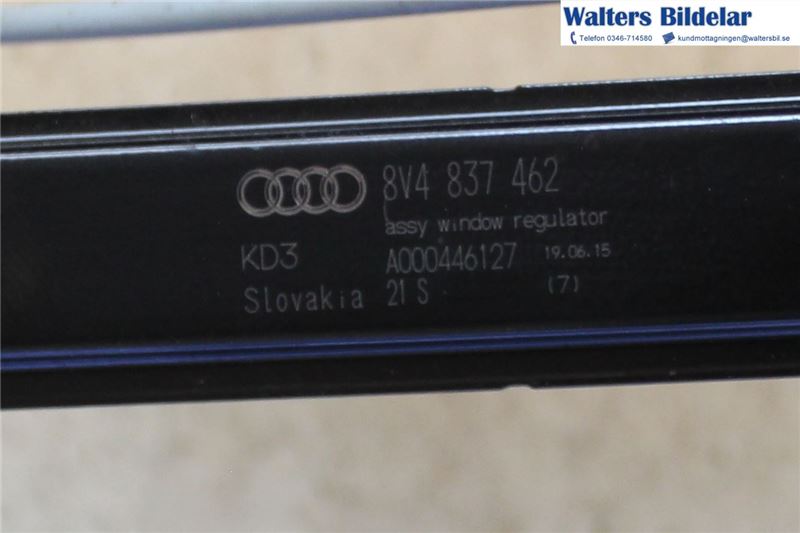 Walters Bildelar
Telefon 0346-714580 kundmottagningen@waltersbil.se
8V4 837 462
assy window regulator
KD3 A000446127 19.06.15
Slovakia 21 S (7)